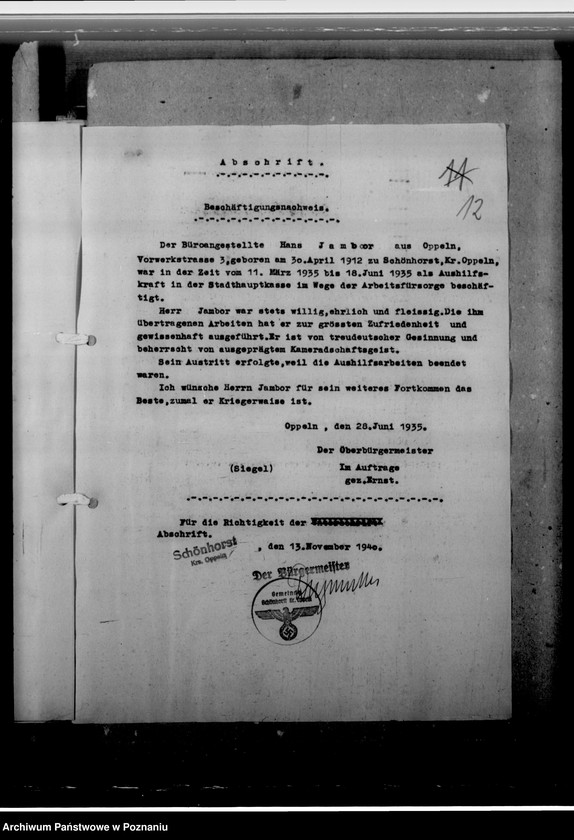 Abschrift.
11
12
Beschäftigungsnachweis.
Der Büroangestellte Hans Jambor aus Oppeln,
Vorwerkstrasse 3,geboren am 30.April 1912 zu Schönhorst,Kr.Oppeln,
war in der Zeit vom 11. März 1935 bis 18.Juni 1935 als Aushilfs-
kraft in der Stadthauptkasse im Wege der Arbeitsfürsorge beschäf-
tigt.
Herr Jambor war stets willig,ehrlich und fleissig.Die ihm
übertragenen Arbeiten hat er zur grössten Zufriedenheit und
gewissenhaft ausgeführt.Er ist von treudeutscher Gesinnung und
beherrscht von ausgeprägtem Kameradschaftsgeist.
Sein Austritt erfolgte,weil die Aushilfsarbeiten beendet
waren.
Ich wünsche Herrn Jambor für sein weiteres Fortkommen das
Beste,zumal er Kriegerwaise ist.
Oppeln , den 28.Juni 1935.
Der Oberbürgermeister
(Siegel) Im Auftrage
gez.Ernst.
Für die Richtigkeit der
Abschrift.
Schönhorst
Krs. Oppeln
, den 13.November 1940.
Der Bürgermeister
Gemeinde
Schönhorst Kr. Oppeln
Archiwum Państwowe w Poznaniu